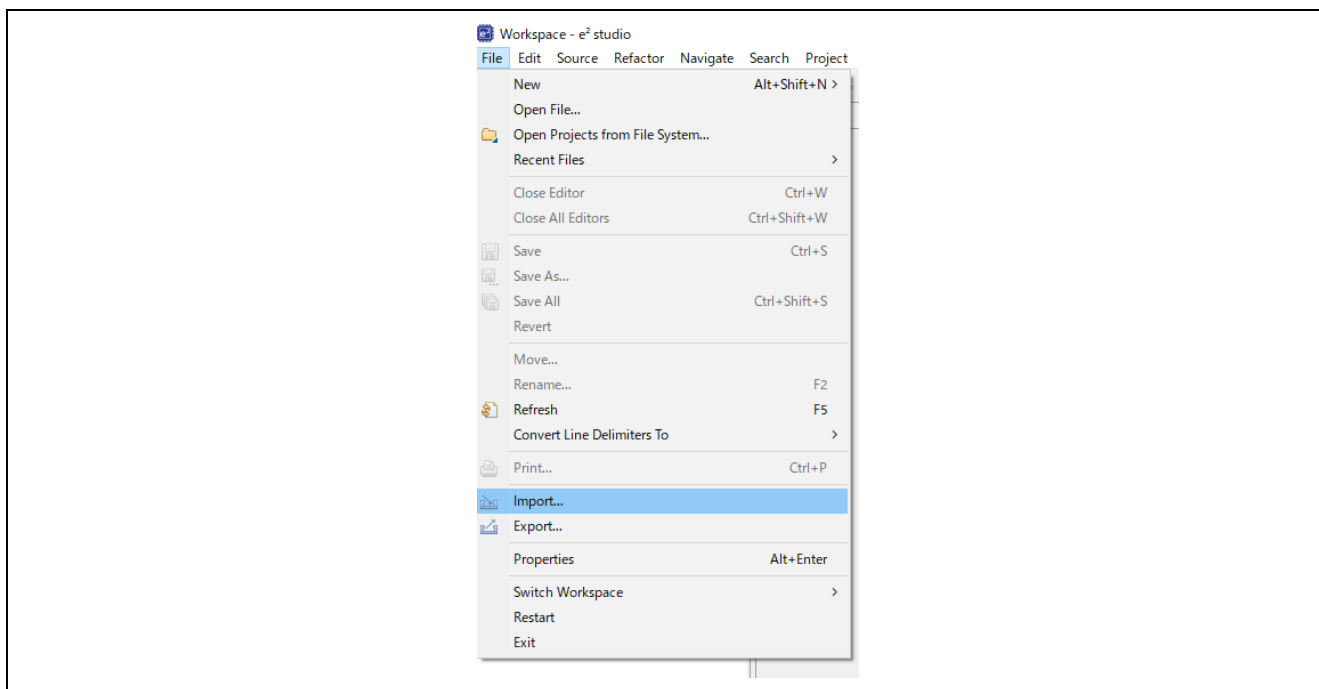 Workspace - e² studio
File Edit Source Refactor Navigate Search Project
New Alt+Shift+N >
Open File...
Open Projects from File System...
Recent Files >
Close Editor Ctrl+W
Close All Editors Ctrl+Shift+W
Save Ctrl+S
Save As...
Save All Ctrl+Shift+S
Revert
Move...
Rename... F2
Refresh F5
Convert Line Delimiters To >
Print... Ctrl+P
Import...
Export...
Properties Alt+Enter
Switch Workspace >
Restart
Exit